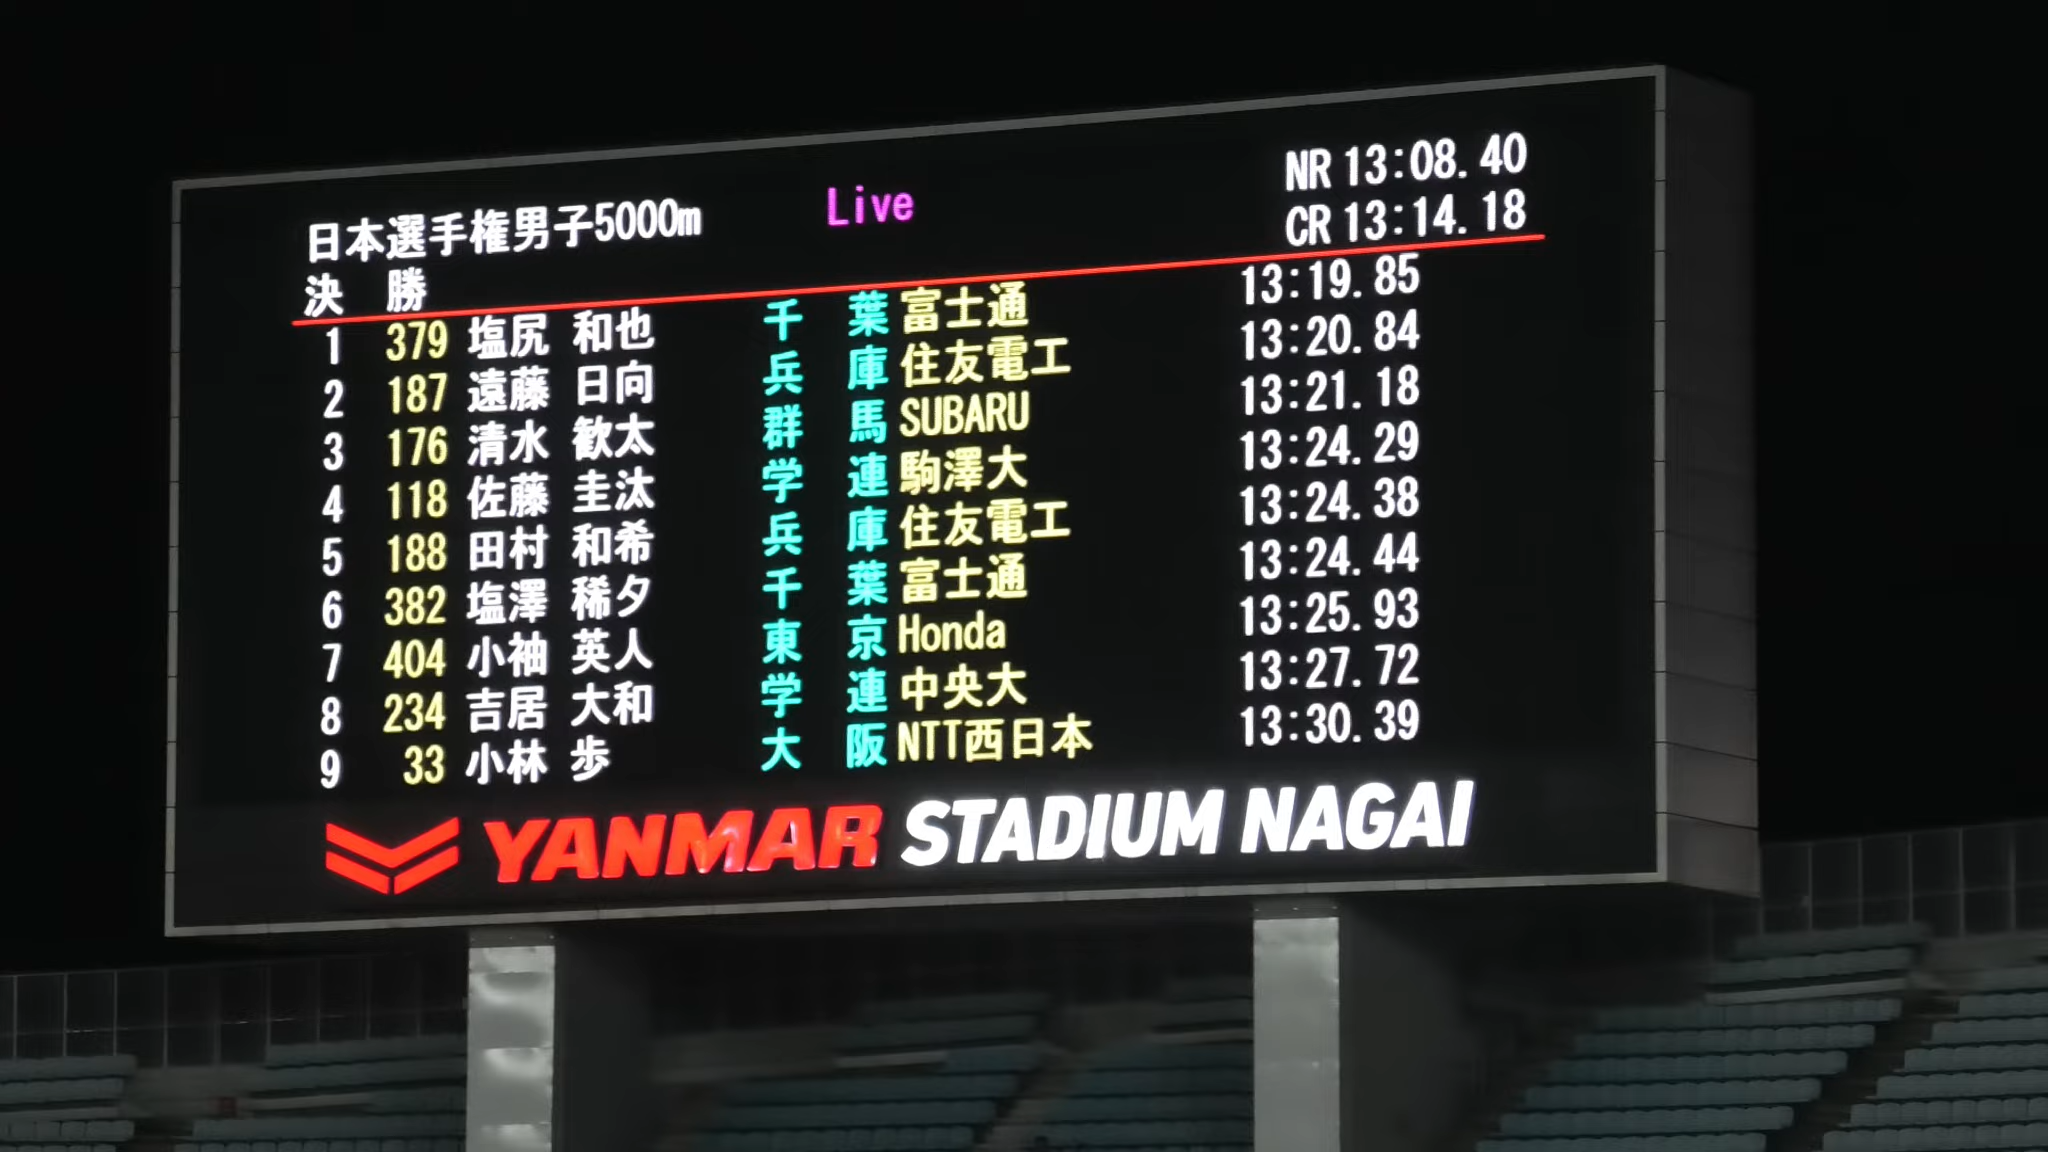 日本選手権男子5000m Live NR 13:08.40
決 勝 CR 13:14.18
1 379 塩尻 和也 千 葉 富士通 13:19.85
2 187 遠藤 日向 兵 庫 住友電工 13:20.84
3 176 清水 歓太 群 馬 SUBARU 13:21.18
4 118 佐藤 圭汰 学 連 駒澤大 13:24.29
5 188 田村 和希 兵 庫 住友電工 13:24.38
6 382 塩澤 稀夕 千 葉 富士通 13:24.44
7 404 小袖 英人 東 京 Honda 13:25.93
8 234 吉居 大和 学 連 中央大 13:27.72
9 33 小林 歩 大 阪 NTT西日本 13:30.39
YANMAR STADIUM NAGAI